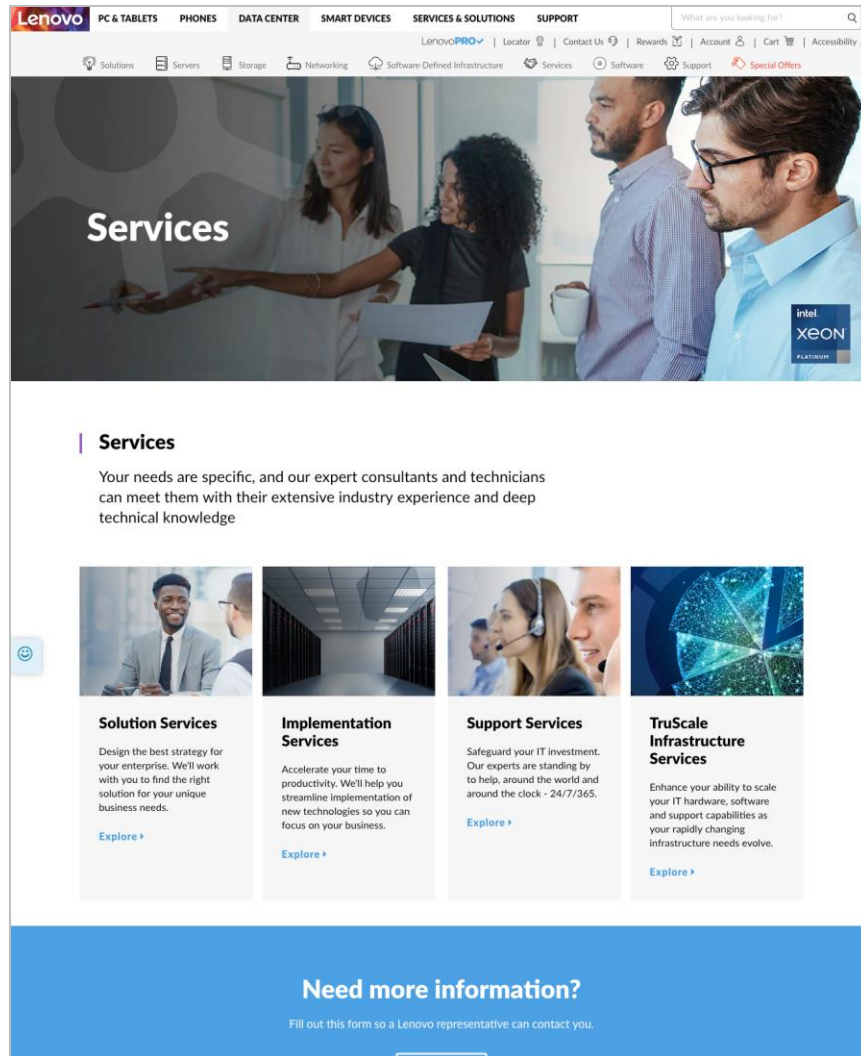 Lenovo PC & TABLETS PHONES DATA CENTER SMART DEVICES SERVICES & SOLUTIONS SUPPORT What are you looking for?
LenovoPRO | Locator | Contact Us | Rewards | Account | Cart | Accessibility
Solutions Servers Storage Networking Software-Defined Infrastructure Services Software Support Special Offers
Services
intel.
XEON
PLATINUM
Services
Your needs are specific, and our expert consultants and technicians
can meet them with their extensive industry experience and deep
technical knowledge
Solution Services
Design the best strategy for
your enterprise. We'll work
with you to find the right
solution for your unique
business needs.
Explore
Implementation
Services
Accelerate your time to
productivity. We'll help you
streamline implementation of
new technologies so you can
focus on your business.
Explore
Support Services
Safeguard your IT investment.
Our experts are standing by
to help, around the world and
around the clock - 24/7/365.
Explore
TruScale
Infrastructure
Services
Enhance your ability to scale
your IT hardware, software
and support capabilities as
your rapidly changing
infrastructure needs evolve.
Explore
Need more information?
Fill out this form so a Lenovo representative can contact you.